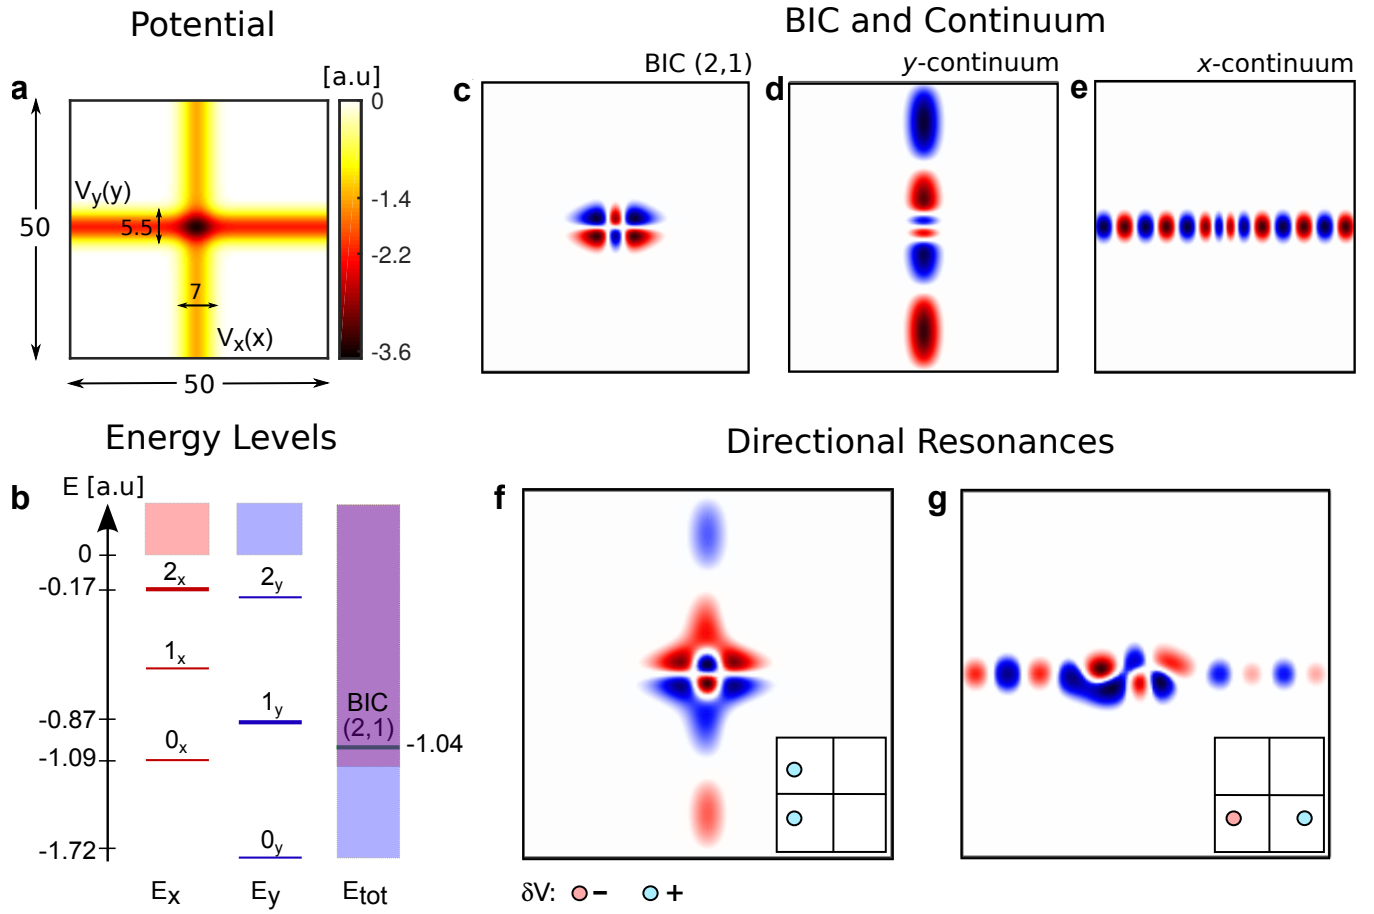 Potential
BIC and Continuum
a
[a.u]
0
-1.4
-2.2
-3.6
50
Vy(y)
5.5
7
Vx(x)
50
c
BIC (2,1)
d
y-continuum
e
x-continuum
Energy Levels
b
E [a.u]
0
-0.17
-0.87
-1.09
-1.72
2x
1x
0x
2y
1y
0y
BIC
(2,1)
-1.04
Ex
Ey
Etot
Directional Resonances
f
g
δV: - +